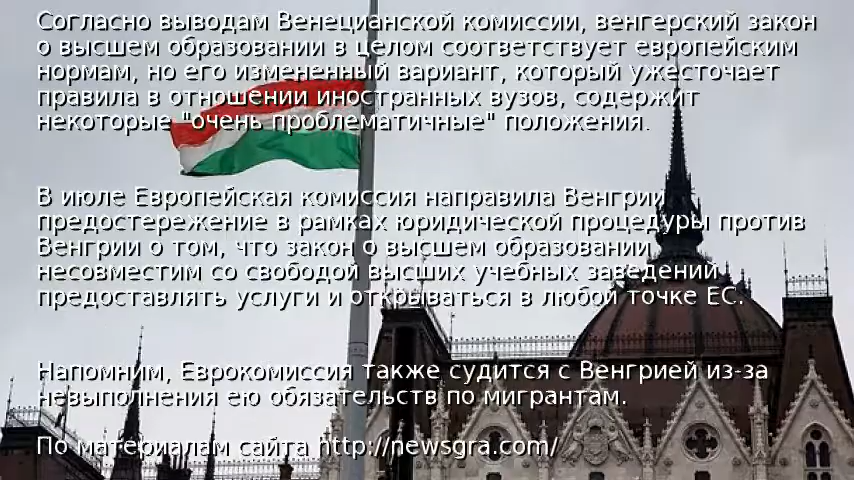 Согласно выводам Венецианской комиссии, венгерский закон
о высшем образовании в целом соответствует европейским
нормам, но его измененный вариант, который ужесточает
правила в отношении иностранных вузов, содержит
некоторые "очень проблематичные" положения.
В июле Европейская комиссия направила Венгрии
предостережение в рамках юридической процедуры против
Венгрии о том, что закон о высшем образовании
несовместим со свободой высших учебных заведений
предоставлять услуги и открываться в любой точке ЕС.
Напомним, Еврокомиссия также судится с Венгрией из-за
невыполнения ею обязательств по мигрантам.
По материалам сайта http://newsgra.com/